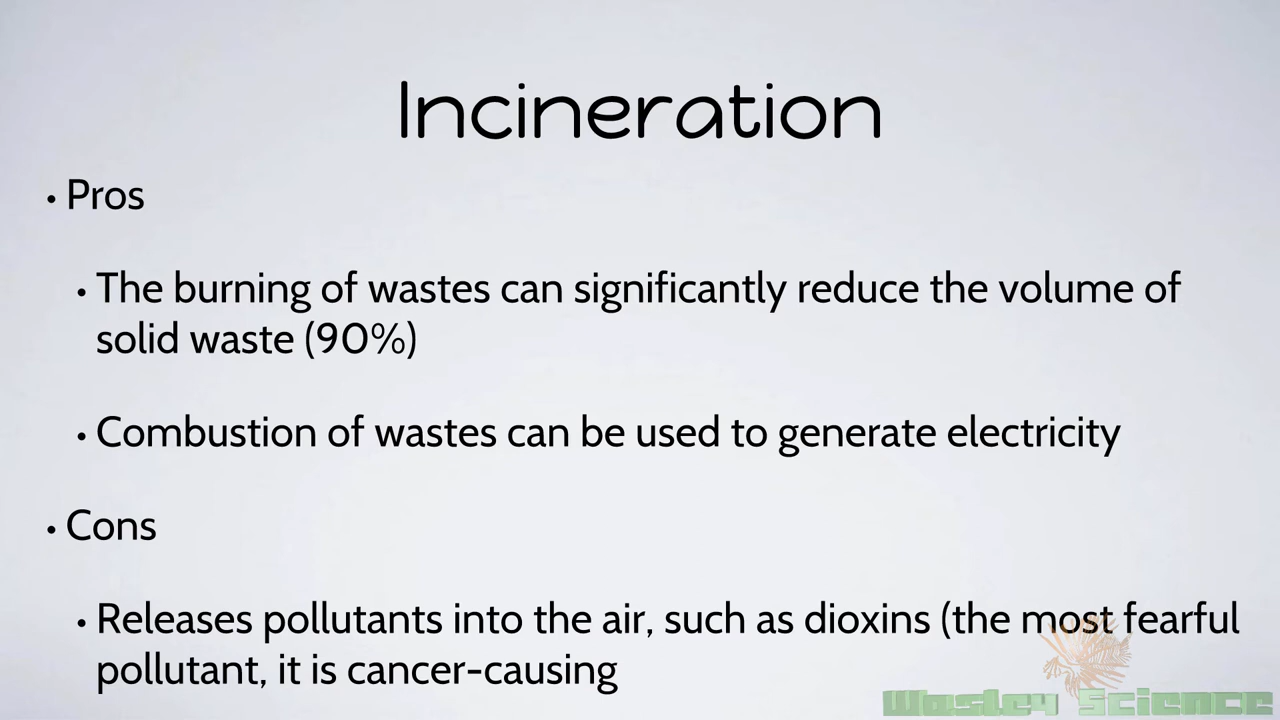 Incineration
• Pros
• The burning of wastes can significantly reduce the volume of
solid waste (90%)
• Combustion of wastes can be used to generate electricity
• Cons
• Releases pollutants into the air, such as dioxins (the most fearful
pollutant, it is cancer-causing
Wasley Science